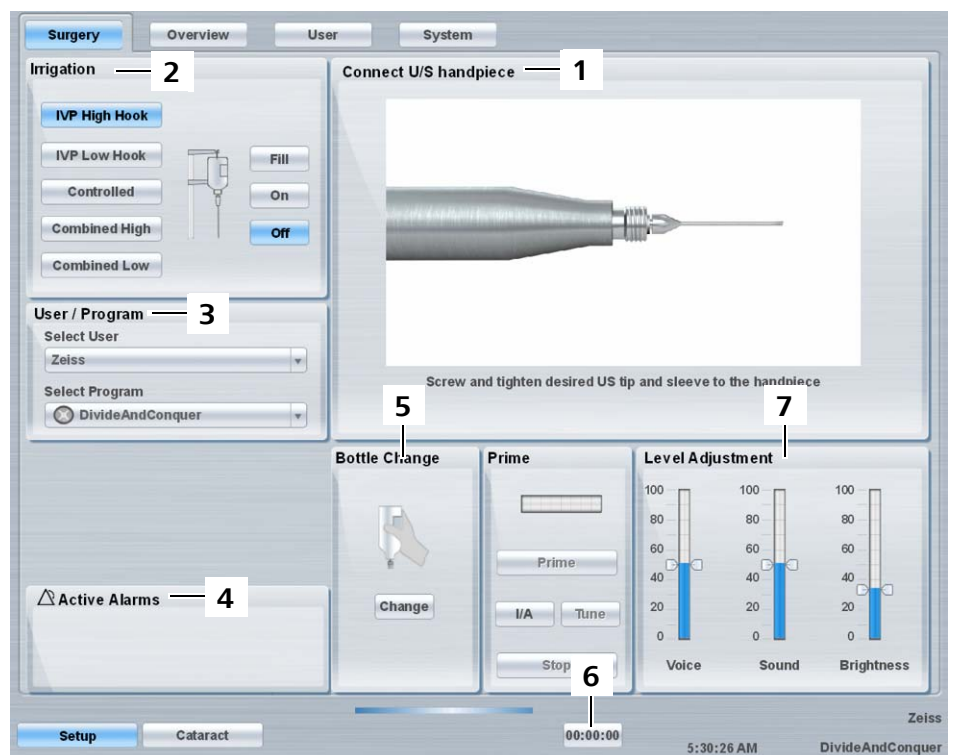 Surgery
Overview
User
System
Irrigation
2
IVP High Hook
IVP Low Hook
Controlled
Combined High
Combined Low
Fill
On
Off
Connect U/S handpiece
1
Screw and tighten desired US tip and sleeve to the handpiece
User / Program
3
Select User
Zeiss
Select Program
DivideAndConquer
Active Alarms
4
5
Bottle Change
Change
Prime
Prime
I/A
Tune
Stop
7
Level Adjustment
100
80
60
40
20
0
Voice
100
80
60
40
20
0
Sound
100
80
60
40
20
0
Brightness
Setup
Cataract
6
00:00:00
5:30:26 AM
Zeiss
DivideAndConquer